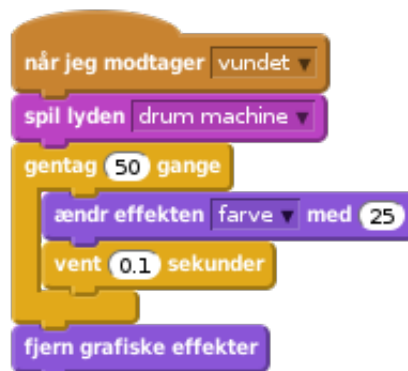 når jeg modtager vundet
spil lyden drum machine
gentag 50 gange
ændr effekten farve med 25
vent 0.1 sekunder
fjern grafiske effekter